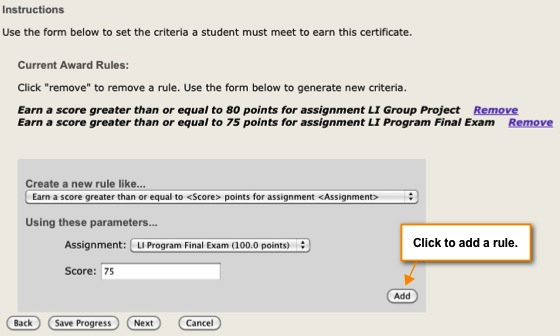 Instructions
Use the form below to set the criteria a student must meet to earn this certificate.
Current Award Rules:
Click "remove" to remove a rule. Use the form below to generate new criteria.
Earn a score greater than or equal to 80 points for assignment LI Group Project Remove
Earn a score greater than or equal to 75 points for assignment LI Program Final Exam Remove
Create a new rule like...
Earn a score greater than or equal to <Score> points for assignment <Assignment>
Using these parameters...
Assignment: LI Program Final Exam (100.0 points)
Click to add a rule.
Score: 75
Add
Back Save Progress Next Cancel